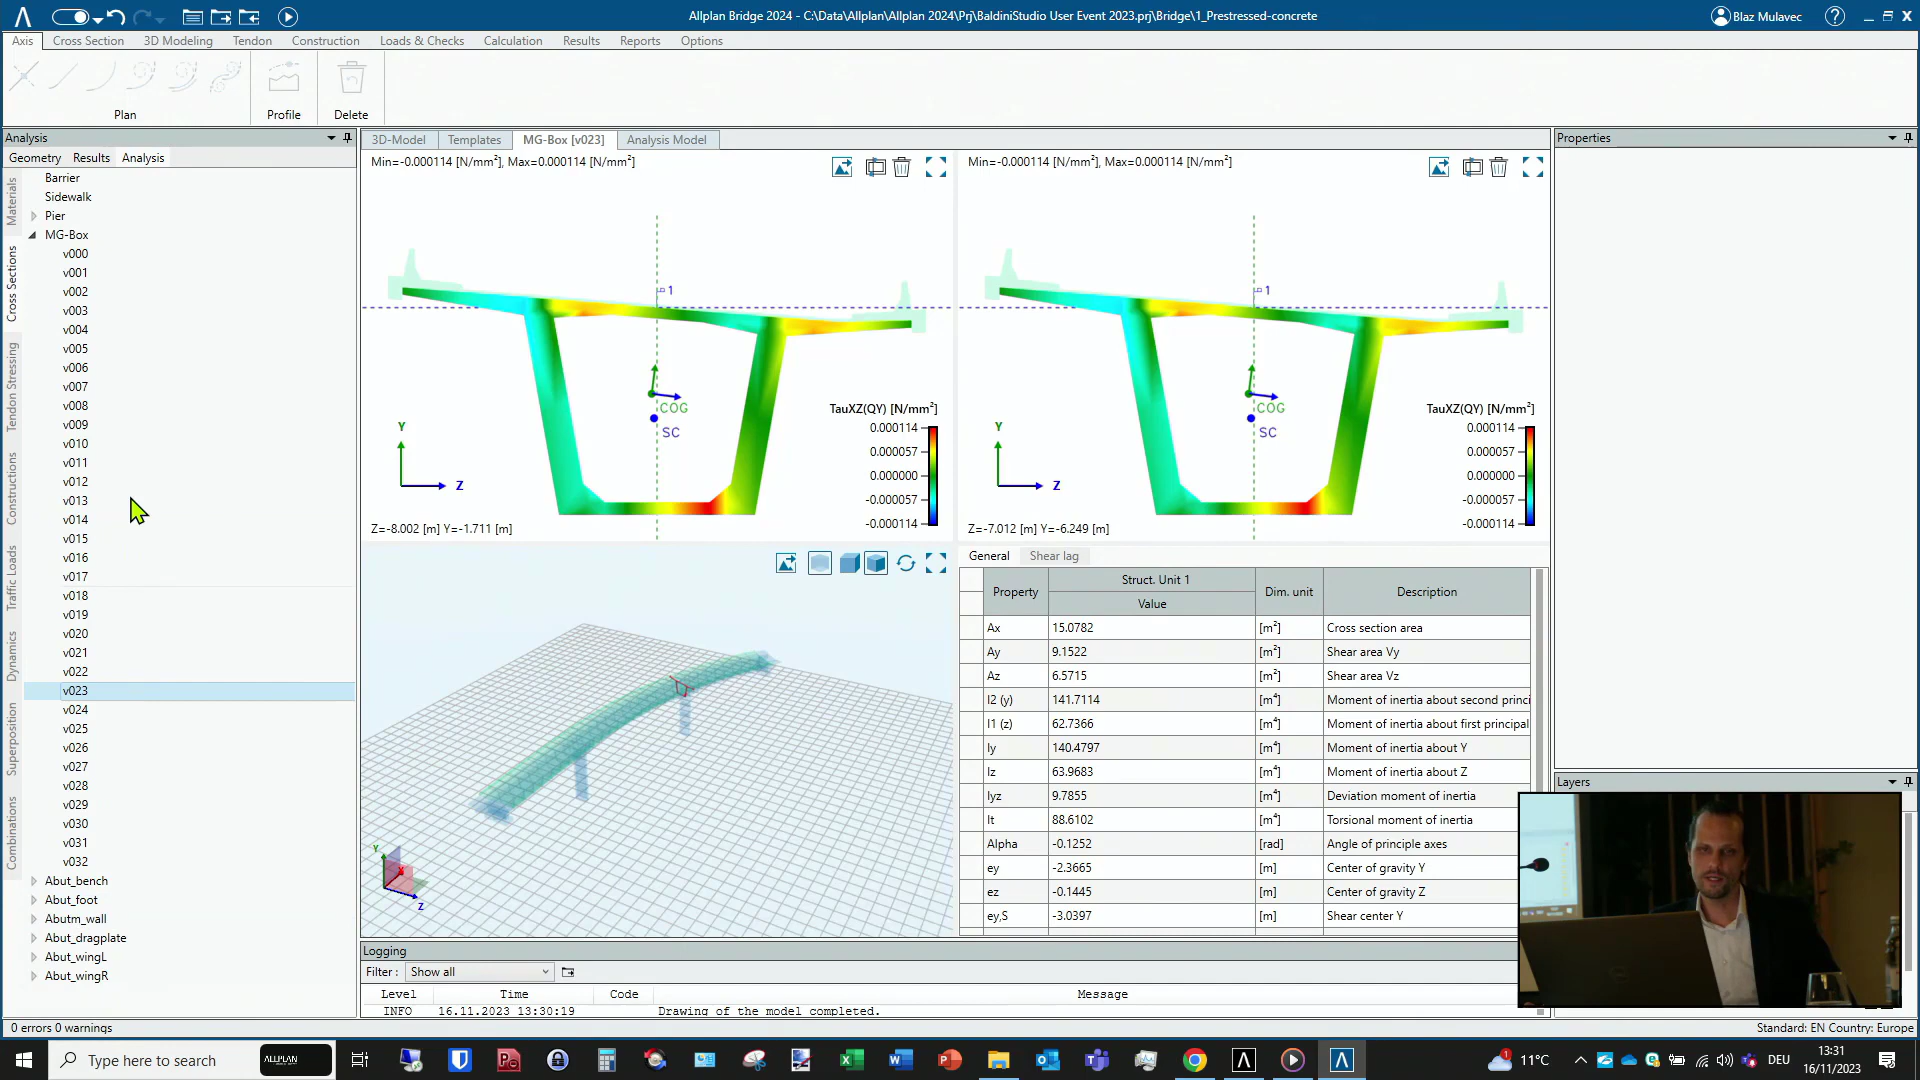 Allplan Bridge 2024 - C:\Data\Allplan\Allplan 2024\Prj\BaldiniStudio User Event 2023.prj\Bridge\1_Prestressed-concrete
Blaz Mulavec
Axis Cross Section 3D Modeling Tendon Construction Loads & Checks Calculation Results Reports Options
Plan Profile Delete
Analysis
Geometry Results Analysis
Materials
Cross Sections
Tendon Stressing
Constructions
Traffic Loads
Dynamics
Superposition
Combinations
Barrier
Sidewalk
Pier
MG-Box
v000
v001
v002
v003
v004
v005
v006
v007
v008
v009
v010
v011
v012
v013
v014
v015
v016
v017
v018
v019
v020
v021
v022
v023
v024
v025
v026
v027
v028
v029
v030
v031
v032
Abut_bench
Abut_foot
Abutm_wall
Abut_dragplate
Abut_wingL
Abut_wingR
3D-Model Templates MG-Box [v023] Analysis Model
Min=-0.000114 [N/mm²], Max=0.000114 [N/mm²]
1
COG
SC
Y
Z
TauXZ(QY) [N/mm²]
0.000114
0.000057
0.000000
-0.000057
-0.000114
Z=-8.002 [m] Y=-1.711 [m]
Min=-0.000114 [N/mm²], Max=0.000114 [N/mm²]
1
COG
SC
Y
Z
TauXZ(QY) [N/mm²]
0.000114
0.000057
0.000000
-0.000057
-0.000114
Z=-7.012 [m] Y=-6.249 [m]
Y
X
Z
General Shear lag
Property Struct. Unit 1 Dim. unit Description
Value
Ax 15.0782 [m²] Cross section area
Ay 9.1522 [m²] Shear area Vy
Az 6.5715 [m²] Shear area Vz
I2 (y) 141.7114 [m⁴] Moment of inertia about second princi
I1 (z) 62.7366 [m⁴] Moment of inertia about first principal
Iy 140.4797 [m⁴] Moment of inertia about Y
Iz 63.9683 [m⁴] Moment of inertia about Z
Iyz 9.7855 [m⁴] Deviation moment of inertia
It 88.6102 [m⁴] Torsional moment of inertia
Alpha -0.1252 [rad] Angle of principle axes
ey -2.3665 [m] Center of gravity Y
ez -0.1445 [m] Center of gravity Z
ey,S -3.0397 [m] Shear center Y
Properties
Layers
Logging
Filter : Show all
Level Time Code Message
INFO 16.11.2023 13:30:19 Drawing of the model completed.
0 errors 0 warnings
Standard: EN Country: Europe
Type here to search
ALLPLAN
11°C
DEU
13:31
16/11/2023